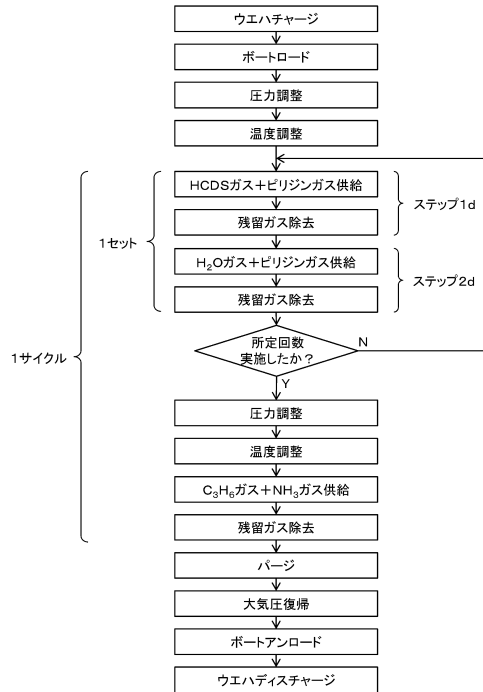 ウエハチャージ
ボートロード
圧力調整
温度調整
HCDSガス+ピリジンガス供給
ステップ1d
残留ガス除去
1セット
H₂Oガス+ピリジンガス供給
ステップ2d
残留ガス除去
所定回数
実施したか?
N
1サイクル
Y
圧力調整
温度調整
C₃H₆ガス+NH₃ガス供給
残留ガス除去
パージ
大気圧復帰
ボートアンロード
ウエハディスチャージ